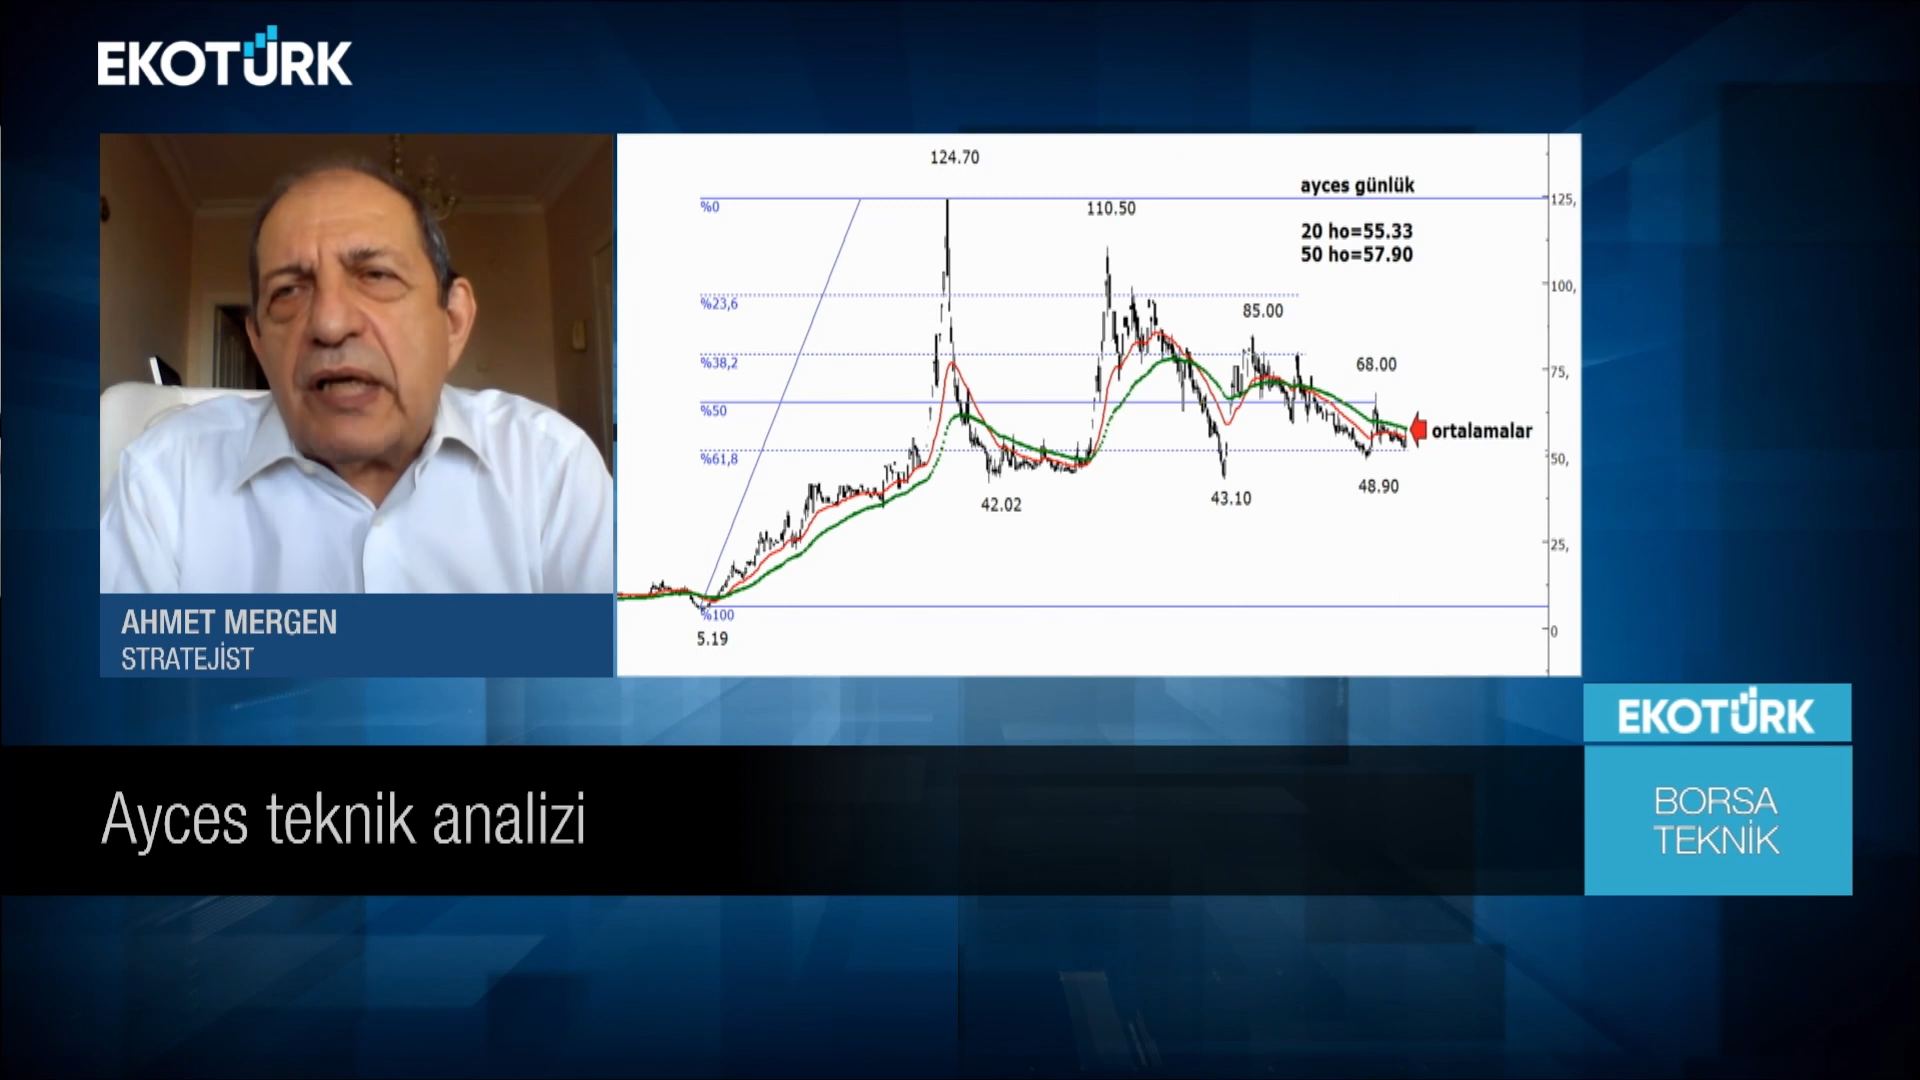 EKOTÜRK
124.70
ayces günlük
125,
%0
110.50
20 ho=55.33
50 ho=57.90
100,
%23,6
85.00
%38,2
68.00
75,
%50
ortalamalar
%61,8
50,
42.02
43.10
48.90
25,
%100
0
5.19
AHMET MERGEN
STRATEJİST
EKOTÜRK
BORSA
TEKNİK
Ayces teknik analizi